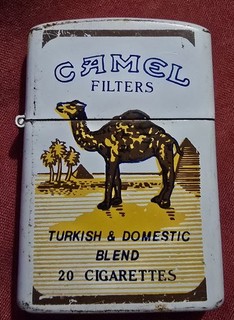 CAMEL
FILTERS
TURKISH & DOMESTIC
BLEND
20 CIGARETTES